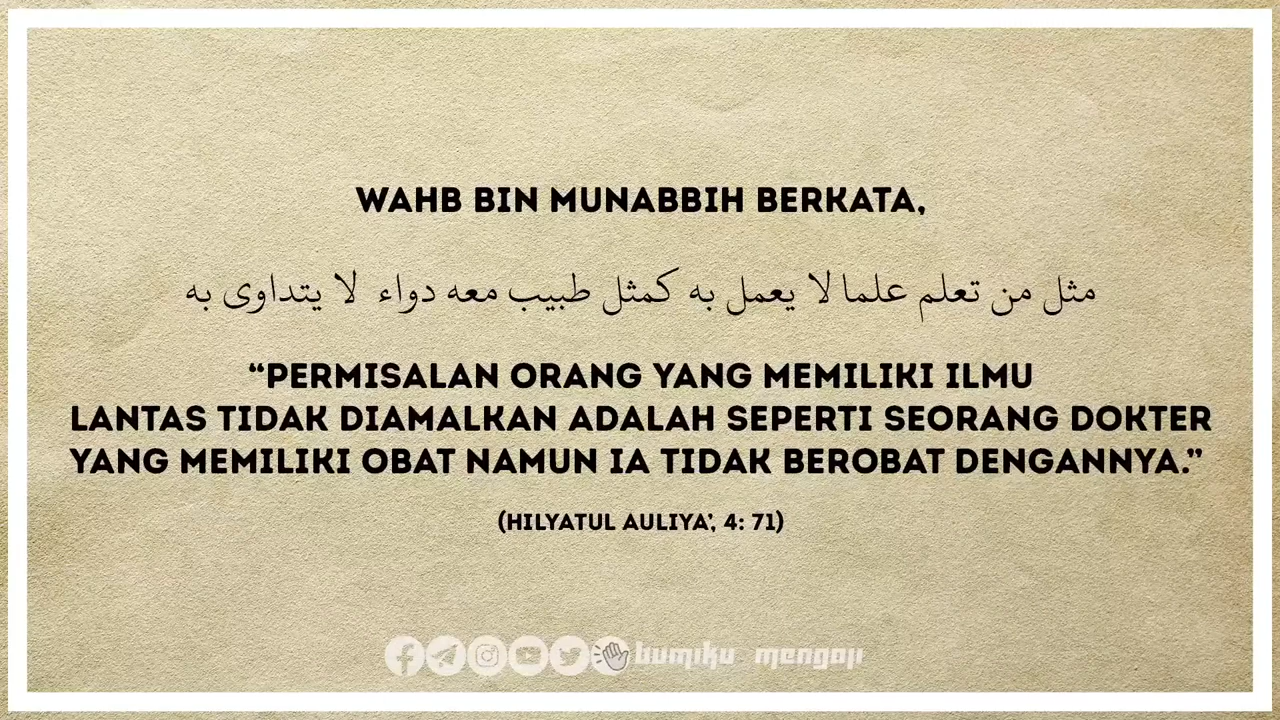 WAHB BIN MUNABBIH BERKATA,
مثل من تعلم علما لا يعمل به كمثل طبيب معه دواء لا يتداوى به
“PERMISALAN ORANG YANG MEMILIKI ILMU
LANTAS TIDAK DIAMALKAN ADALAH SEPERTI SEORANG DOKTER
YANG MEMILIKI OBAT NAMUN IA TIDAK BEROBAT DENGANNYA.”
(HILYATUL AULIYA’, 4: 71)
bumiku mengaji